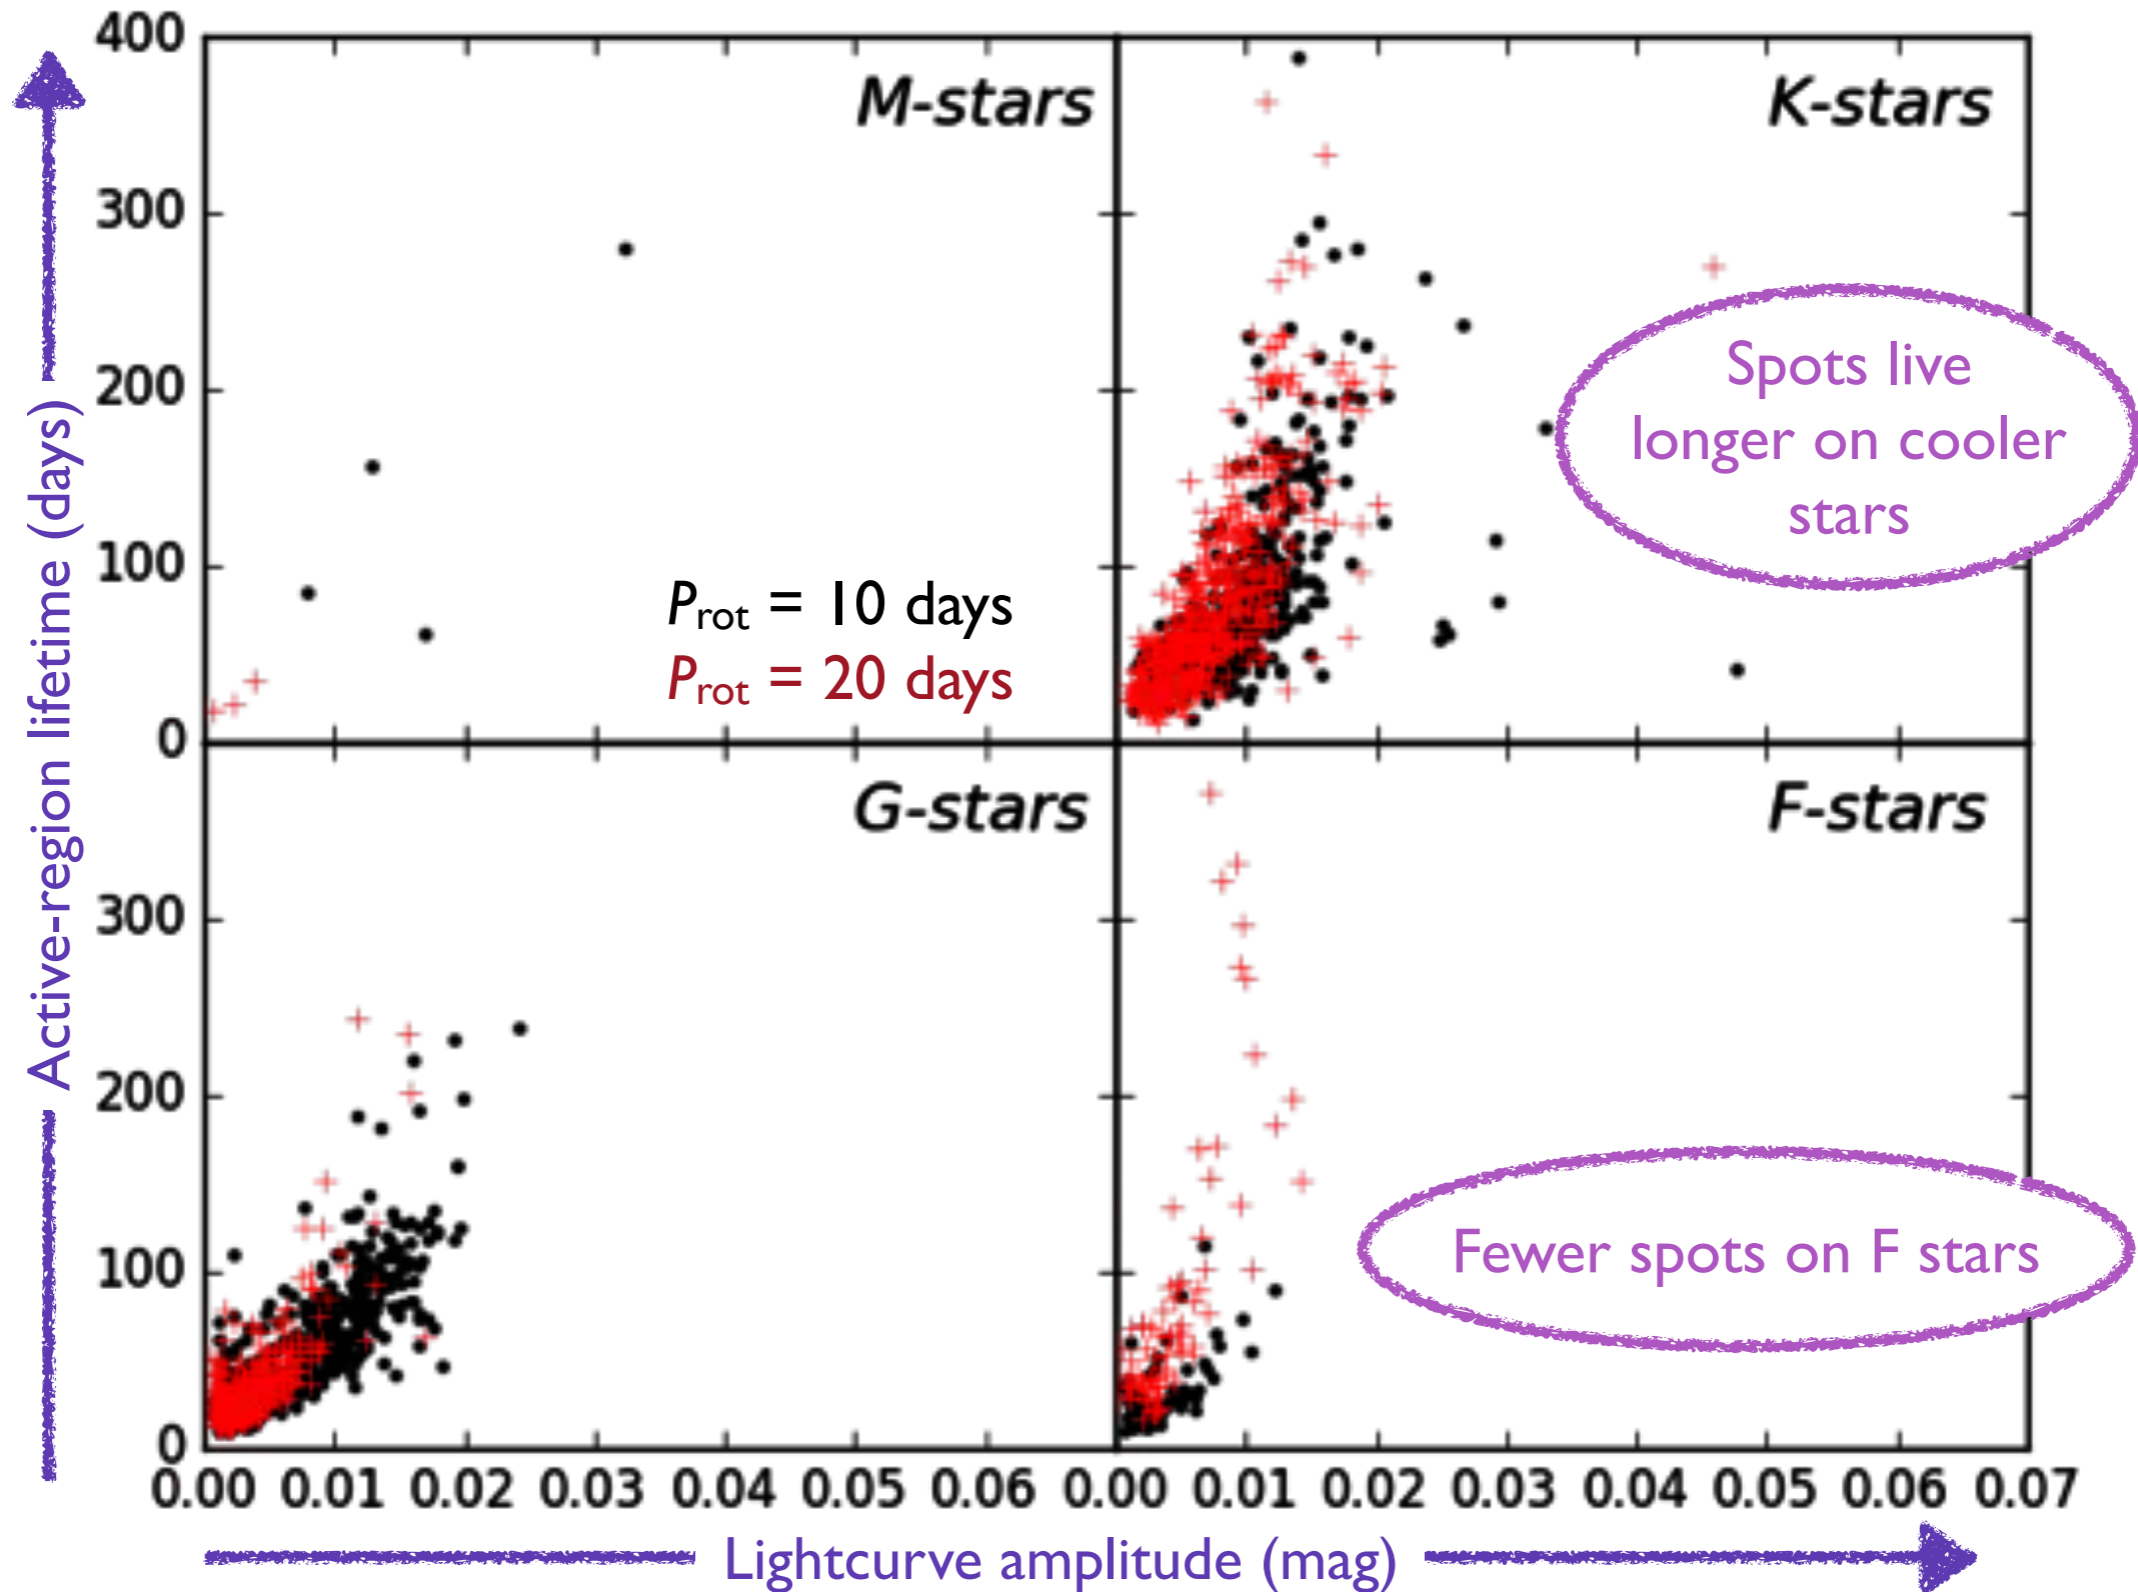 400
300
200
100
0
M-stars
P_rot = 10 days
P_rot = 20 days
K-stars
Spots live
longer on cooler
stars
Active-region lifetime (days)
300
200
100
0
G-stars
F-stars
Fewer spots on F stars
0.00 0.01 0.02 0.03 0.04 0.05 0.06 0.00 0.01 0.02 0.03 0.04 0.05 0.06 0.07
Lightcurve amplitude (mag)